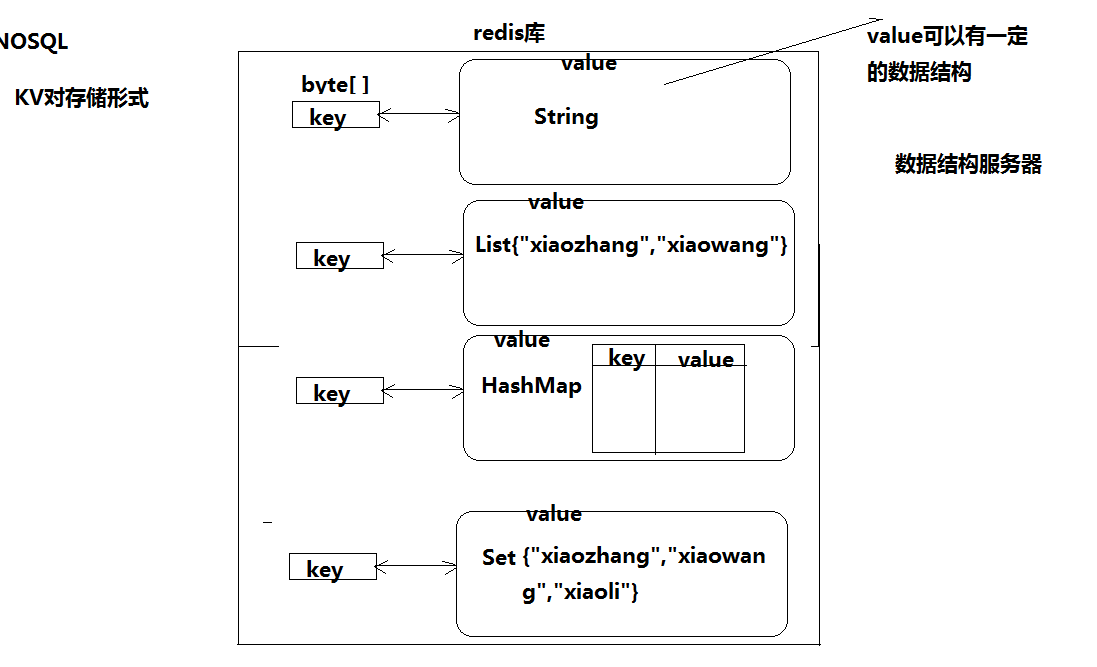 NOSQL
KV对存储形式
redis库
value可以有一定
的数据结构
数据结构服务器
byte[ ]
key
value
String
key
value
List{"xiaozhang","xiaowang"}
key
value
HashMap
key
value
key
value
Set {"xiaozhang","xiaowan
g","xiaoli"}